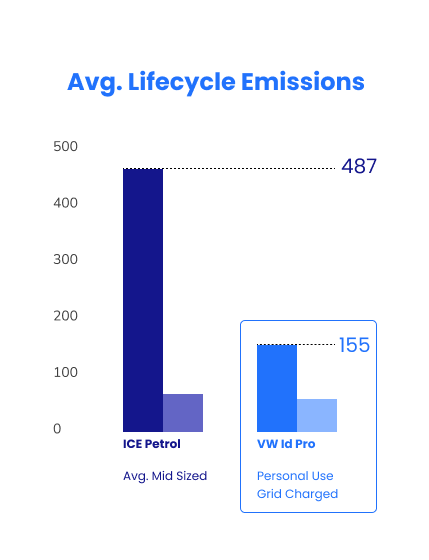 Avg. Lifecycle Emissions
500
487
400
300
200
155
100
0
ICE Petrol
VW Id Pro
Avg. Mid Sized
Personal Use
Grid Charged